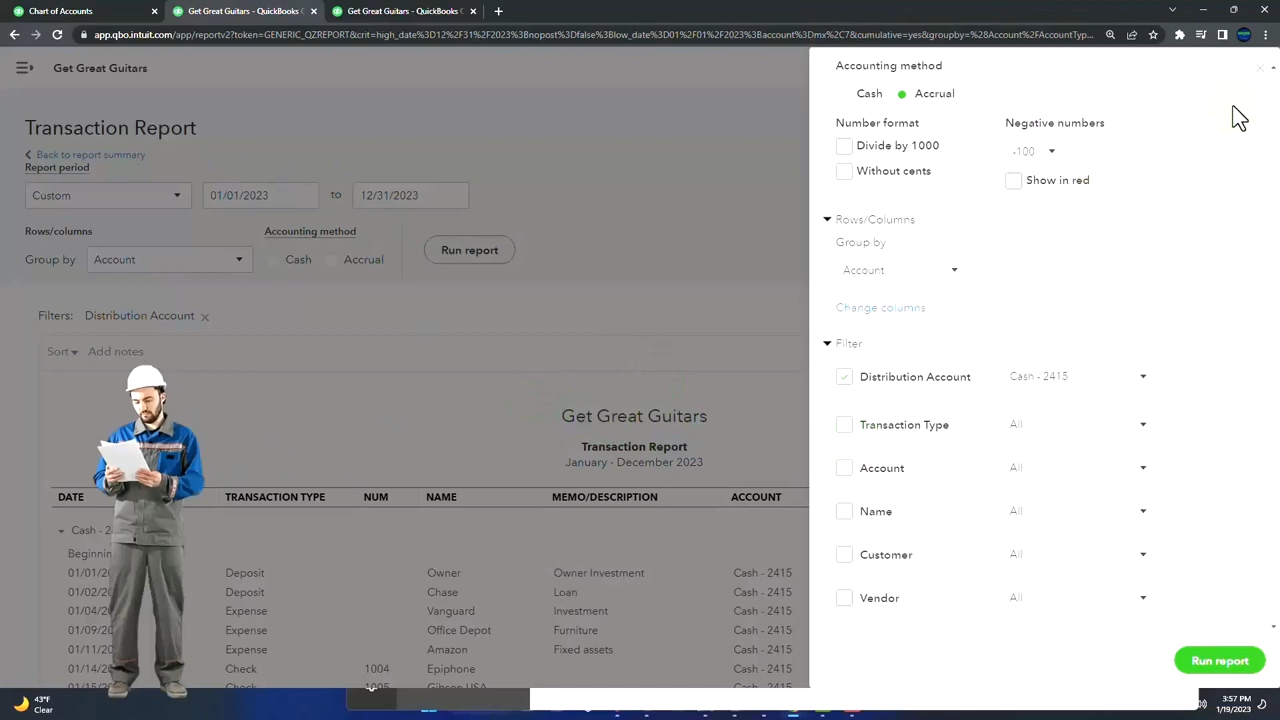 Chart of Accounts
Get Great Guitars - QuickBooks
Get Great Guitars - QuickBooks
app.qbo.intuit.com/app/reportv2?token=GENERIC_QZREPORT&crit=high_date%3D12%2F31%2F2023%3Bnopost%3Dfalse%3Blow_date%3D01%2F01%2F2023%3Baccount%3Dmx%2C7&cumulative=yes&groupby=%28Account%2FAccountTyp...
Get Great Guitars
Transaction Report
Back to report summary
Report period
Custom 01/01/2023 to 12/31/2023
Rows/columns Accounting method
Group by Account Cash Accrual Run report
Filters: Distribution Account
Sort Add notes
Get Great Guitars
Transaction Report
January - December 2023
DATE TRANSACTION TYPE NUM NAME MEMO/DESCRIPTION ACCOUNT
Cash - 2
Beginnin
01/01/20 Deposit Owner Owner Investment Cash - 2415
01/02/20 Deposit Chase Loan Cash - 2415
01/04/20 Expense Vanguard Investment Cash - 2415
01/09/20 Expense Office Depot Furniture Cash - 2415
01/11/20 Expense Amazon Fixed assets Cash - 2415
01/14/20 Check 1004 Epiphone Cash - 2415
01/15/20 Check 1005 Gibson USA Cash - 2415
Accounting method
Cash Accrual
Number format Negative numbers
Divide by 1000 -100
Without cents Show in red
Rows/Columns
Group by
Account
Change columns
Filter
Distribution Account Cash - 2415
Transaction Type All
Account All
Name All
Customer All
Vendor All
Run report
43°F
Clear
3:57 PM
1/19/2023